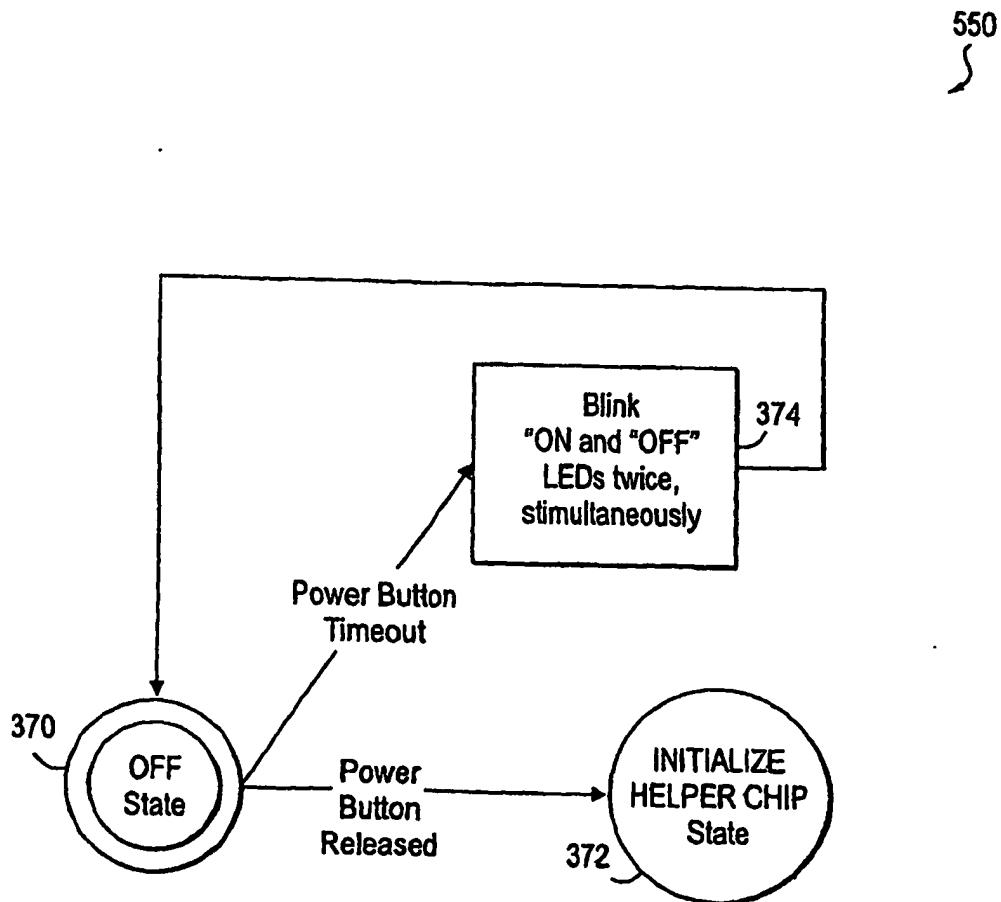 550
Blink
"ON and "OFF"
LEDs twice,
stimultaneously
374
Power Button
Timeout
370
OFF
State
Power
Button
Released
INITIALIZE
HELPER CHIP
State
372